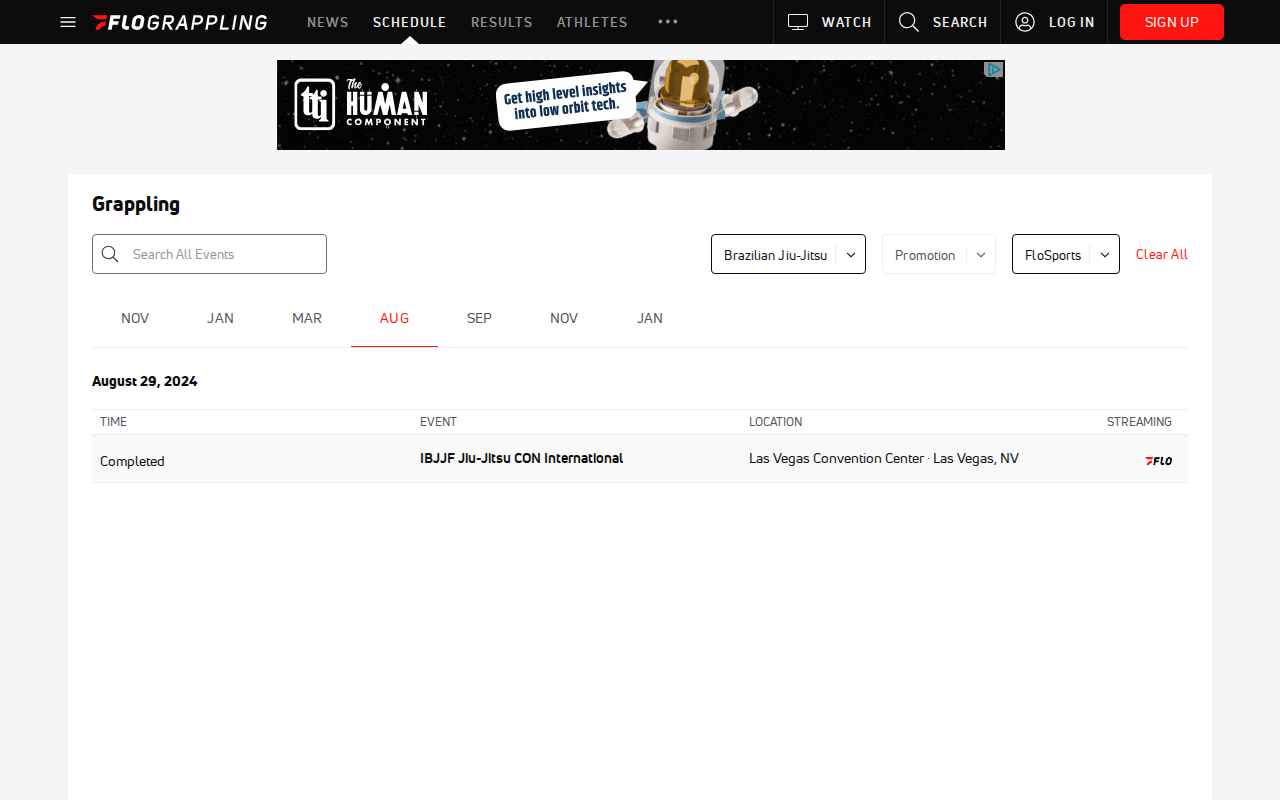 FLOGRAPPLING NEWS SCHEDULE RESULTS ATHLETES WATCH SEARCH LOG IN SIGN UP
tti The HUMAN COMPONENT
Get high level insights into low orbit tech.
Grappling
Search All Events Brazilian Jiu-Jitsu Promotion FloSports Clear All
NOV JAN MAR AUG SEP NOV JAN
August 29, 2024
TIME EVENT LOCATION STREAMING
Completed IBJJF Jiu-Jitsu CON International Las Vegas Convention Center · Las Vegas, NV FLO